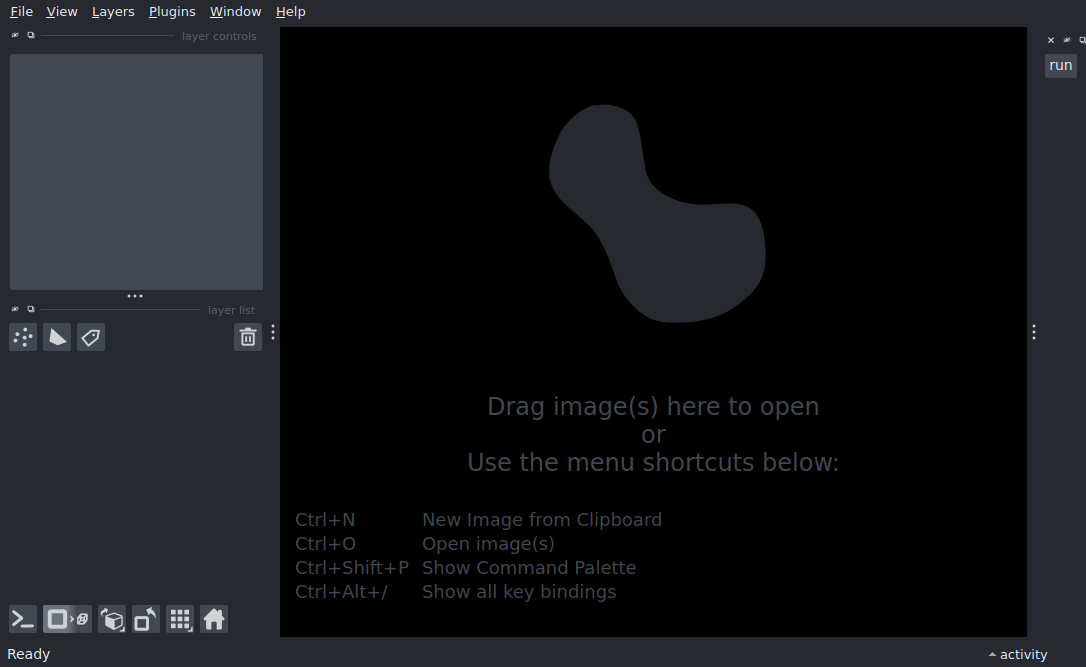 File View Layers Plugins Window Help
layer controls
run
layer list
Drag image(s) here to open
or
Use the menu shortcuts below:
Ctrl+N New Image from Clipboard
Ctrl+O Open image(s)
Ctrl+Shift+P Show Command Palette
Ctrl+Alt+/ Show all key bindings
Ready
activity